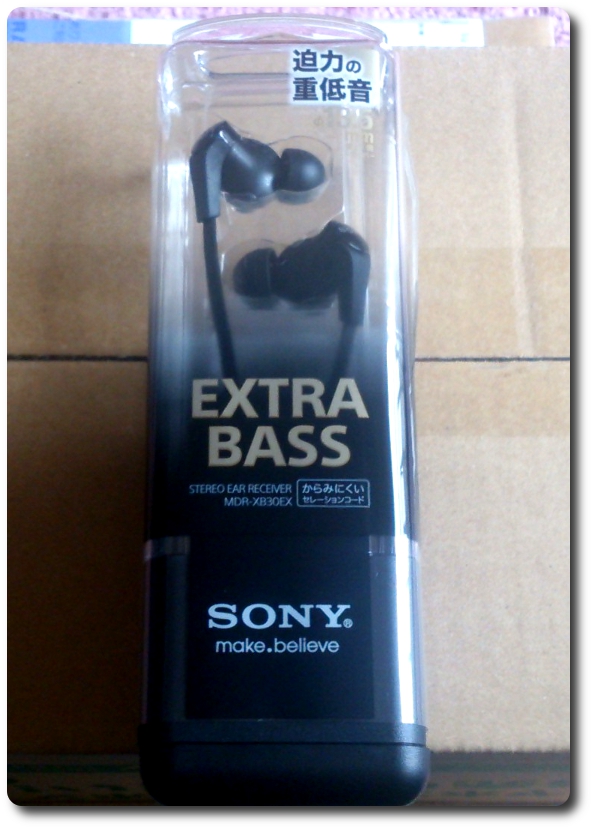 迫力の
重低音
EXTRA
BASS
STEREO EAR RECEIVER
MDR-XB30EX
からみにくい
セレーションコード
SONY®
make.believe